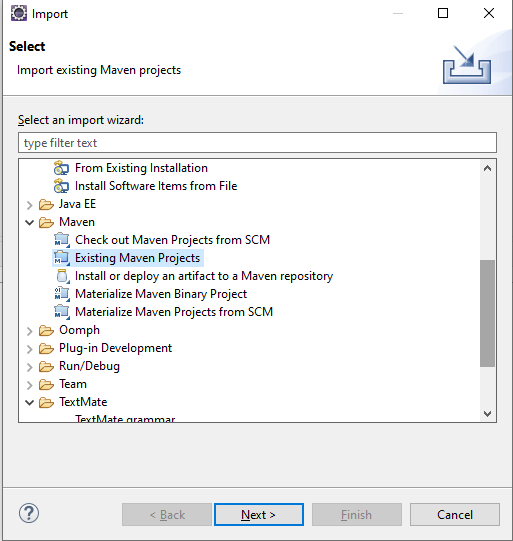 Import
Select
Import existing Maven projects
Select an import wizard:
type filter text
From Existing Installation
Install Software Items from File
Java EE
Maven
Check out Maven Projects from SCM
Existing Maven Projects
Install or deploy an artifact to a Maven repository
Materialize Maven Binary Project
Materialize Maven Projects from SCM
Oomph
Plug-in Development
Run/Debug
Team
TextMate
TextMate grammar
? < Back Next > Finish Cancel